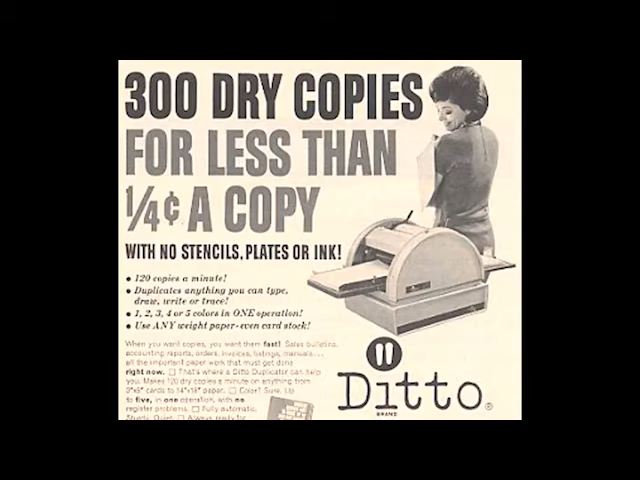 300 DRY COPIES
FOR LESS THAN
1/4¢ A COPY
WITH NO STENCILS, PLATES OR INK!
• 120 copies a minute!
• Duplicates anything you can type,
draw, write or trace!
• 1, 2, 3, 4 or 5 colors in ONE operation!
• Use ANY weight paper-even card stock!
When you want copies, you want them fast! Sales bulletins,
accounting reports, orders, invoices, listings, manuals...
all the important paper work that must get done
right now. ☐ That's where a Ditto Duplicator can help
you. Makes 120 dry copies a minute on anything from
3"x5" cards to 14"x18" paper. ☐ Color? Sure. Up
to five, in one operation, with no
register problems. ☐ Fully automatic.
Sturdy. Quiet. ☐ Always ready for
Ditto®
BRAND